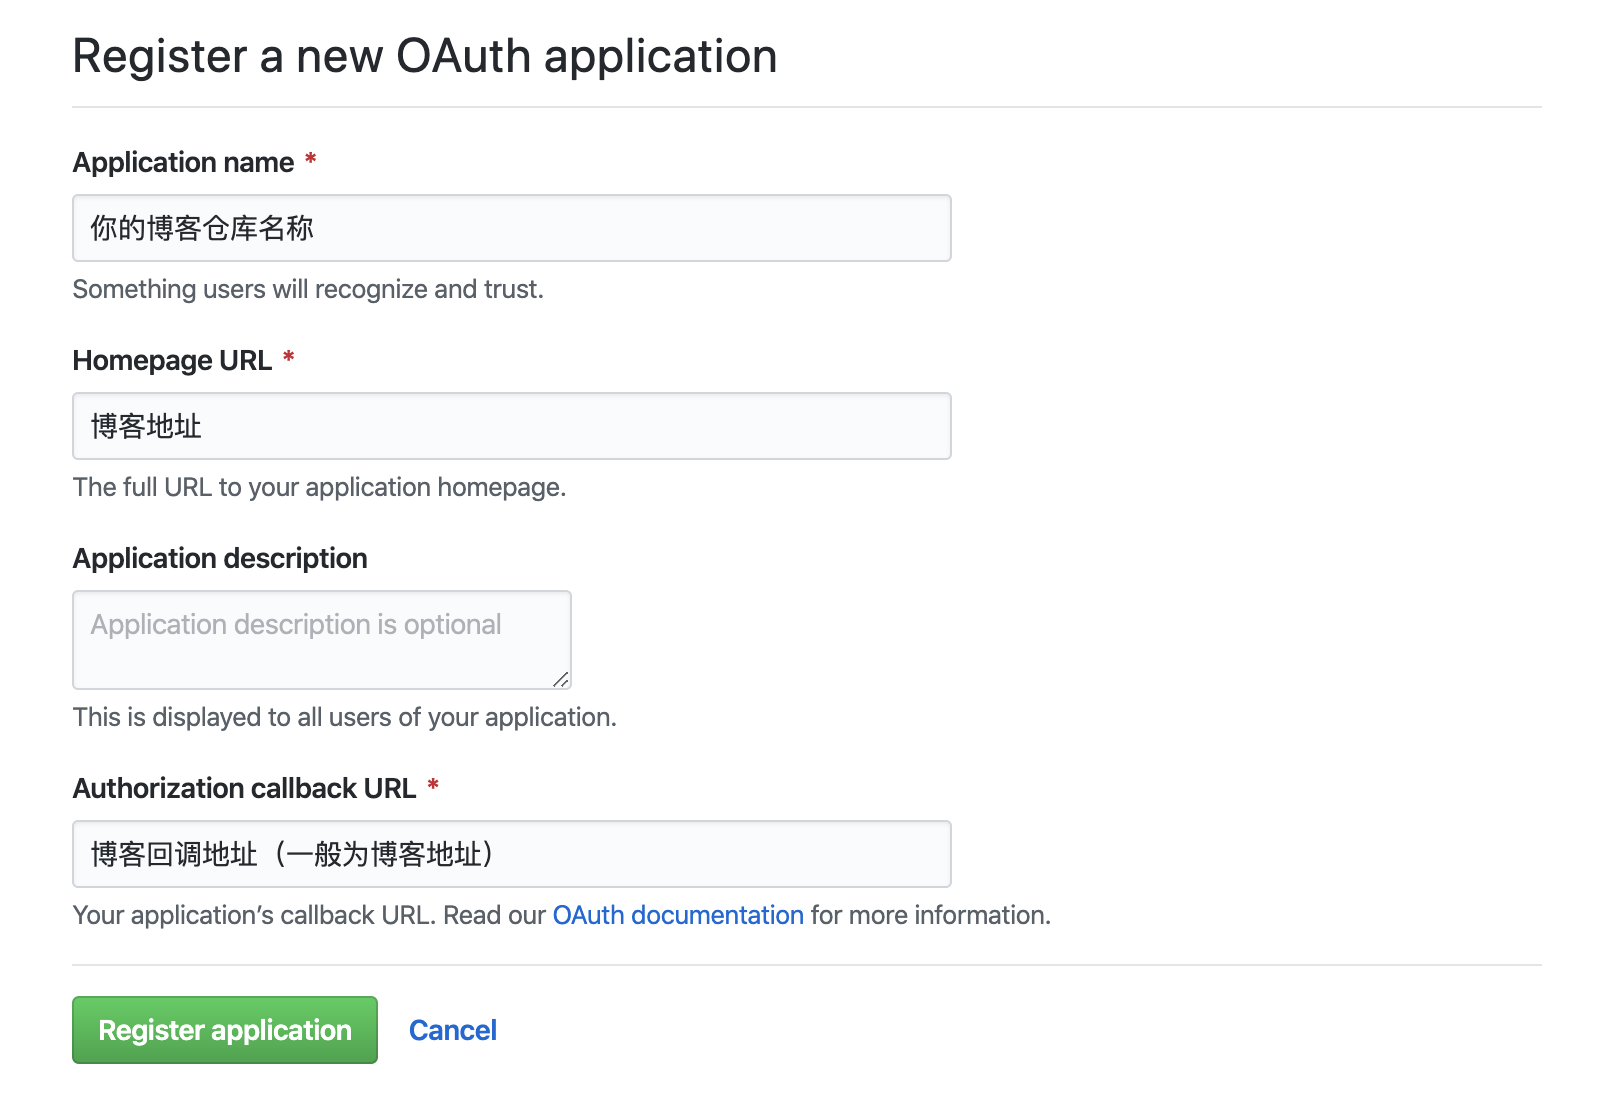 Register a new OAuth application
Application name *
你的博客仓库名称
Something users will recognize and trust.
Homepage URL *
博客地址
The full URL to your application homepage.
Application description
Application description is optional
This is displayed to all users of your application.
Authorization callback URL *
博客回调地址（一般为博客地址）
Your application’s callback URL. Read our OAuth documentation for more information.
Register application Cancel